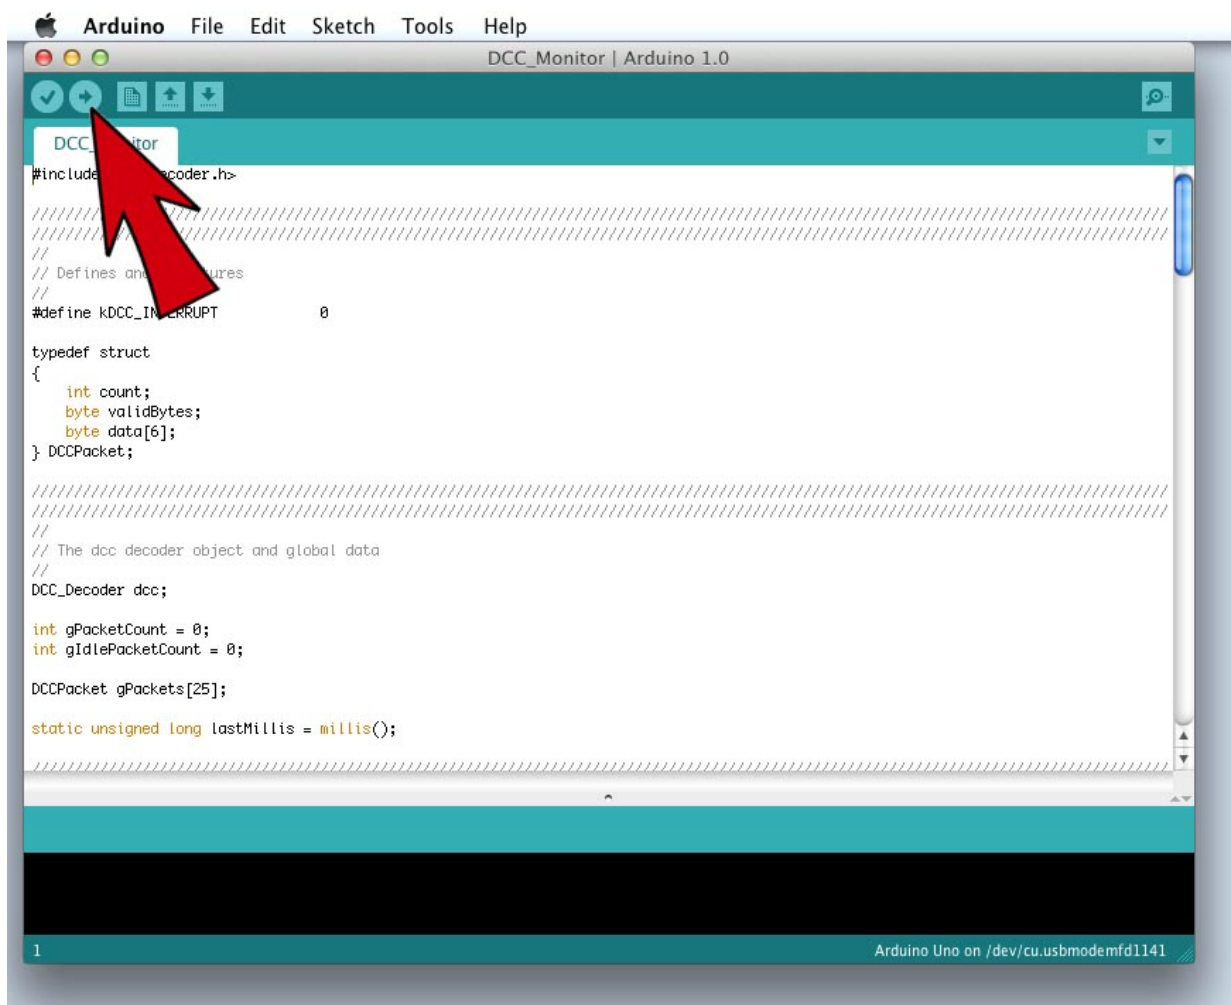 Arduino File Edit Sketch Tools Help
DCC_Monitor | Arduino 1.0
DCC itor
#include coder.h>
////////////////////////////////////////////////////////////////////////////////////////////////////////////////////////////////////////
////////////////////////////////////////////////////////////////////////////////////////////////////////////////////////////////////////
//
// Defines and ures
//
#define kDCC_INTERRUPT 0
typedef struct
{
int count;
byte validBytes;
byte data[6];
} DCCPacket;
////////////////////////////////////////////////////////////////////////////////////////////////////////////////////////////////////////
////////////////////////////////////////////////////////////////////////////////////////////////////////////////////////////////////////
//
// The dcc decoder object and global data
//
DCC_Decoder dcc;
int gPacketCount = 0;
int gIdlePacketCount = 0;
DCCPacket gPackets[25];
static unsigned long lastMillis = millis();
////////////////////////////////////////////////////////////////////////////////////////////////////////////////////////////////////////
1
Arduino Uno on /dev/cu.usbmodemfd1141